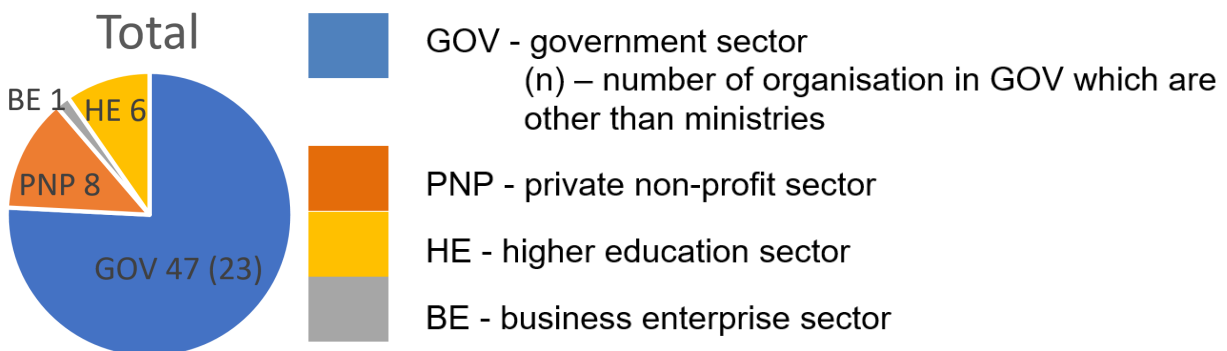 Total
BE 1
HE 6
PNP 8
GOV 47 (23)
GOV - government sector
(n) – number of organisation in GOV which are
other than ministries
PNP - private non-profit sector
HE - higher education sector
BE - business enterprise sector